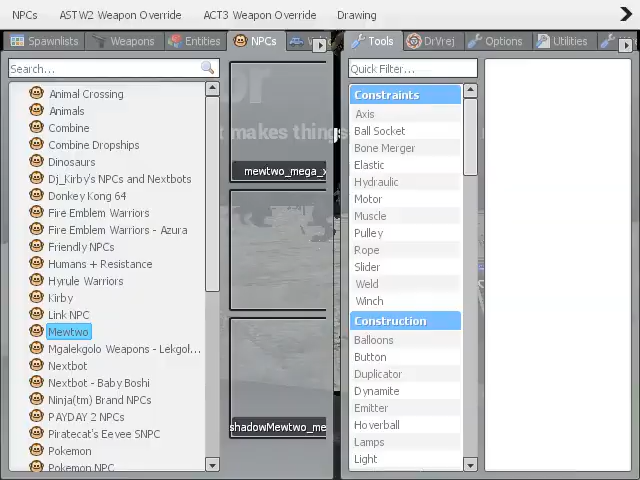 NPCs ASTW2 Weapon Override ACT3 Weapon Override Drawing
Spawnlists Weapons Entities NPCs
Tools DrVrej Options Utilities
Search...
Quick Filter...
Animal Crossing
Animals
Combine
Combine Dropships
Dinosaurs
Dj_Kirby's NPCs and Nextbots
Donkey Kong 64
Fire Emblem Warriors
Fire Emblem Warriors - Azura
Friendly NPCs
Humans + Resistance
Hyrule Warriors
Kirby
Link NPC
Mewtwo
Mgalekgolo Weapons - Lekgol...
Nextbot
Nextbot - Baby Boshi
Ninja(tm) Brand NPCs
PAYDAY 2 NPCs
Piratecat's Eevee SNPC
Pokemon
Pokemon NPC
t makes things
mewtwo_mega_x
shadowMewtwo_me
Constraints
Axis
Ball Socket
Bone Merger
Elastic
Hydraulic
Motor
Muscle
Pulley
Rope
Slider
Weld
Winch
Construction
Balloons
Button
Duplicator
Dynamite
Emitter
Hoverball
Lamps
Light